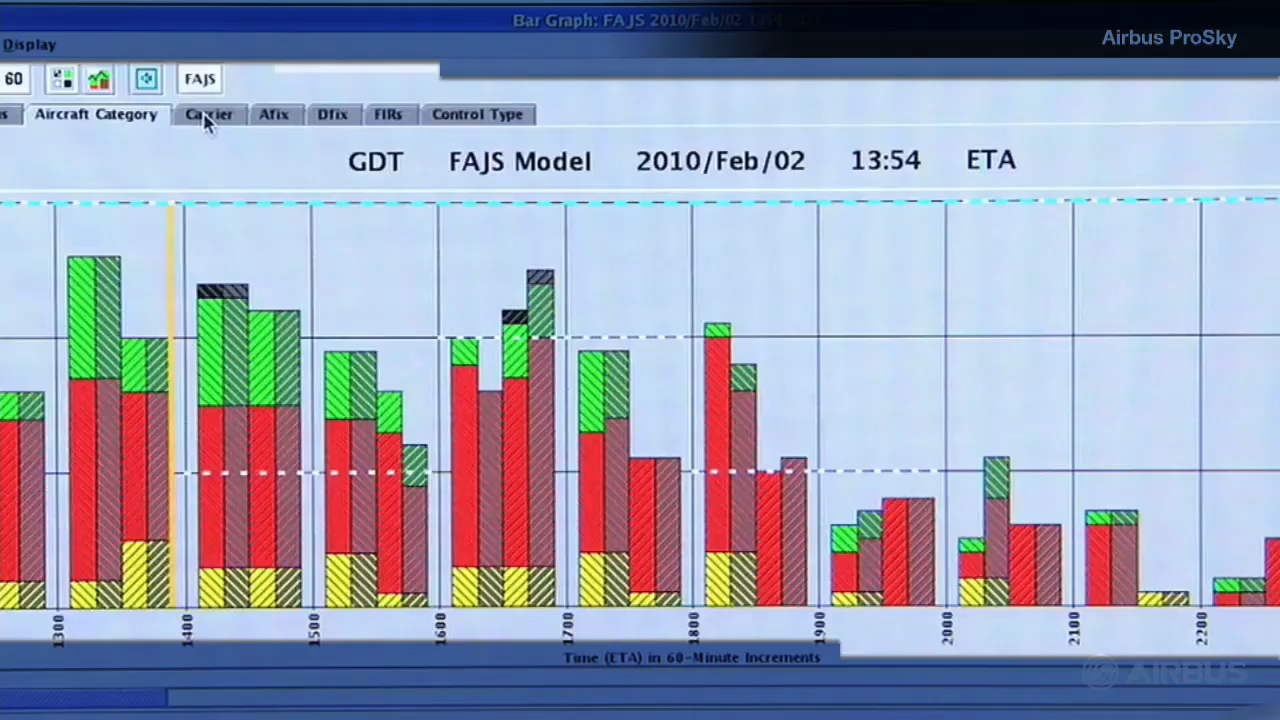 Bar Graph: FAJS 2010/Feb/02
Airbus ProSky
Display
60
FAJS
Aircraft Category Carrier Afix Dfix FIRs Control Type
GDT FAJS Model 2010/Feb/02 13:54 ETA
1300 1400 1500 1600 1700 1800 1900 2000 2100 2200
Time (ETA) in 60-Minute Increments
AIRBUS